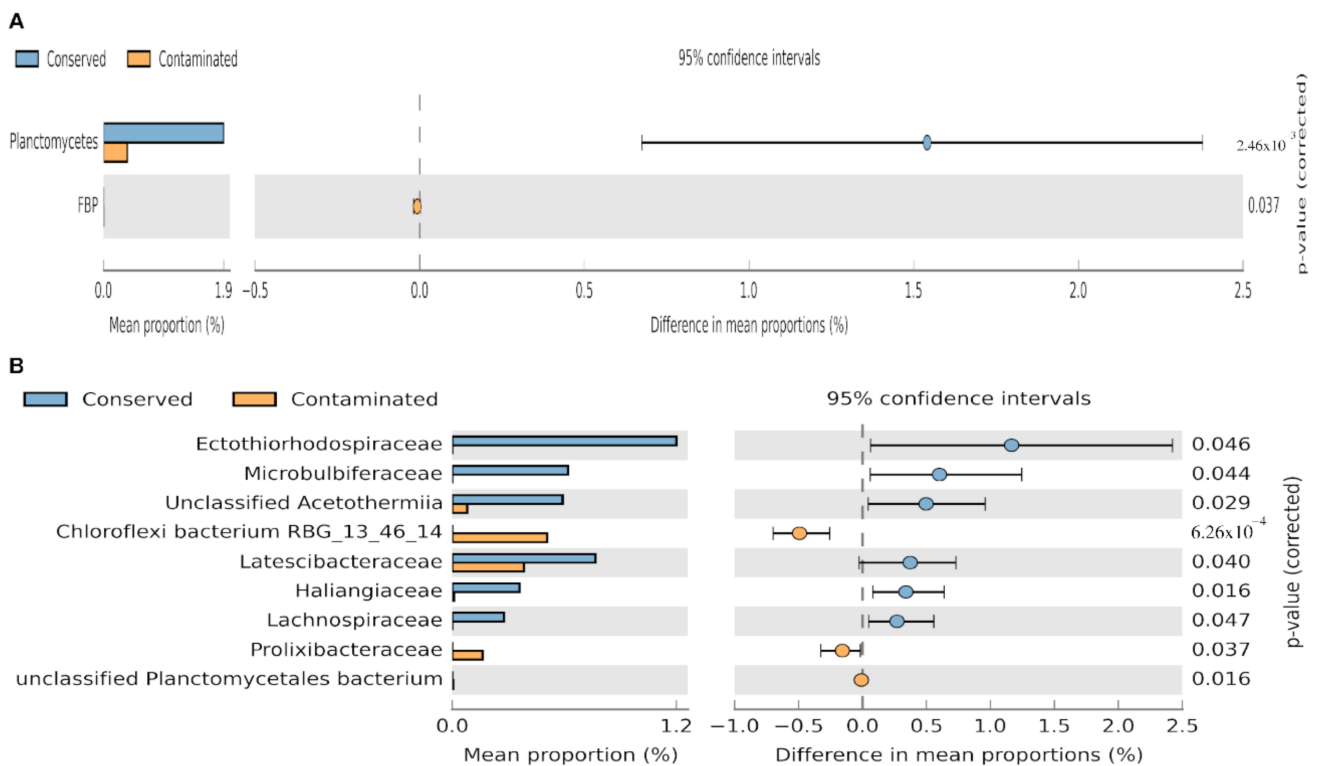 A
Conserved Contaminated 95% confidence intervals
Planctomycetes 2.46x10^-3
FBP 0.037
p-value (corrected)
0.0 1.9 −0.5 0.0 0.5 1.0 1.5 2.0 2.5
Mean proportion (%) Difference in mean proportions (%)
B
Conserved Contaminated 95% confidence intervals
Ectothiorhodospiraceae 0.046
Microbulbiferaceae 0.044
Unclassified Acetothermiia 0.029
Chloroflexi bacterium RBG_13_46_14 6.26x10^−4
Latescibacteraceae 0.040
Haliangiaceae 0.016
Lachnospiraceae 0.047
Prolixibacteraceae 0.037
unclassified Planctomycetales bacterium 0.016
p-value (corrected)
0.0 1.2 −1.0 −0.5 0.0 0.5 1.0 1.5 2.0 2.5
Mean proportion (%) Difference in mean proportions (%)